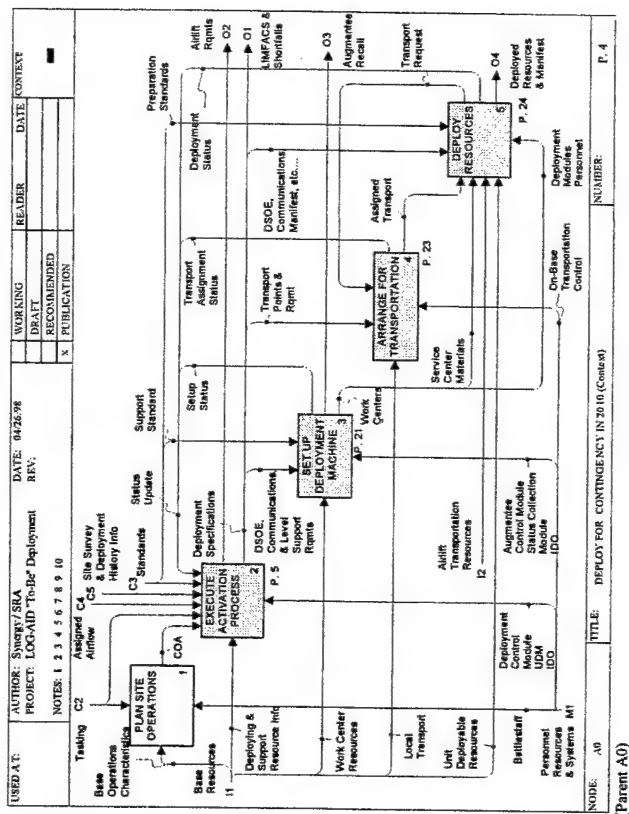 USED AT:
AUTHOR: Synergy / SRA
DATE: 04/26.98
PROJECT: LOG-AID "To-Be" Deployment
REV:
NOTES: 1 2 3 4 5 6 7 8 9 10
WORKING
DRAFT
RECOMMENDED
x PUBLICATION
READER
DATE
CONTEXT
Tasking
C2
Assigned
Airflow
C4
C5
Site Survey
& Deployment
History Info
C3
Standards
Status
Update
Support
Standard
Setup
Status
Transport
Assignment
Status
Deployment
Status
Preparation
Standards
Airlift
Rqmts
O2
LIMFACS &
Shortfalls
O1
O3
Augmentee
Recall
Transport
Request
O4
Deployed
Resources
& Manifest
Base
Operations
Characteristics
Base
Resources
I1
PLAN SITE
OPERATIONS
1
COA
Deployment
Specifications
EXECUTE
ACTIVATION
PROCESS
2
P. 5
DSOE,
Communications,
& Level
Support
Rqmts
SET UP
DEPLOYMENT
MACHINE
3
P. 21
Transport
Points &
Rqmt
DSOE,
Communications,
Manifest, etc....
ARRANGE FOR
TRANSPORTATION
4
P. 23
Assigned
Transport
DEPLOY
RESOURCES
5
P. 24
Deploying &
Support
Resource Info
Work Center
Resources
Local
Transport
Unit
Deployable
Resources
Work
Centers
Service
Center
Materials
Airlift
Transportation
Resources
I2
Battlestaff
Personnel
Resources
& Systems
M1
Deployment
Control
Module
UDM
IDO
Augmentee
Control Module
Status Collection
Module
IDO
On-Base
Transportation
Control
Deployment
Modules
Personnel
NODE: A0
TITLE: DEPLOY FOR CONTINGENCY IN 2010 (Context)
NUMBER:
P. 4
(Parent A0)